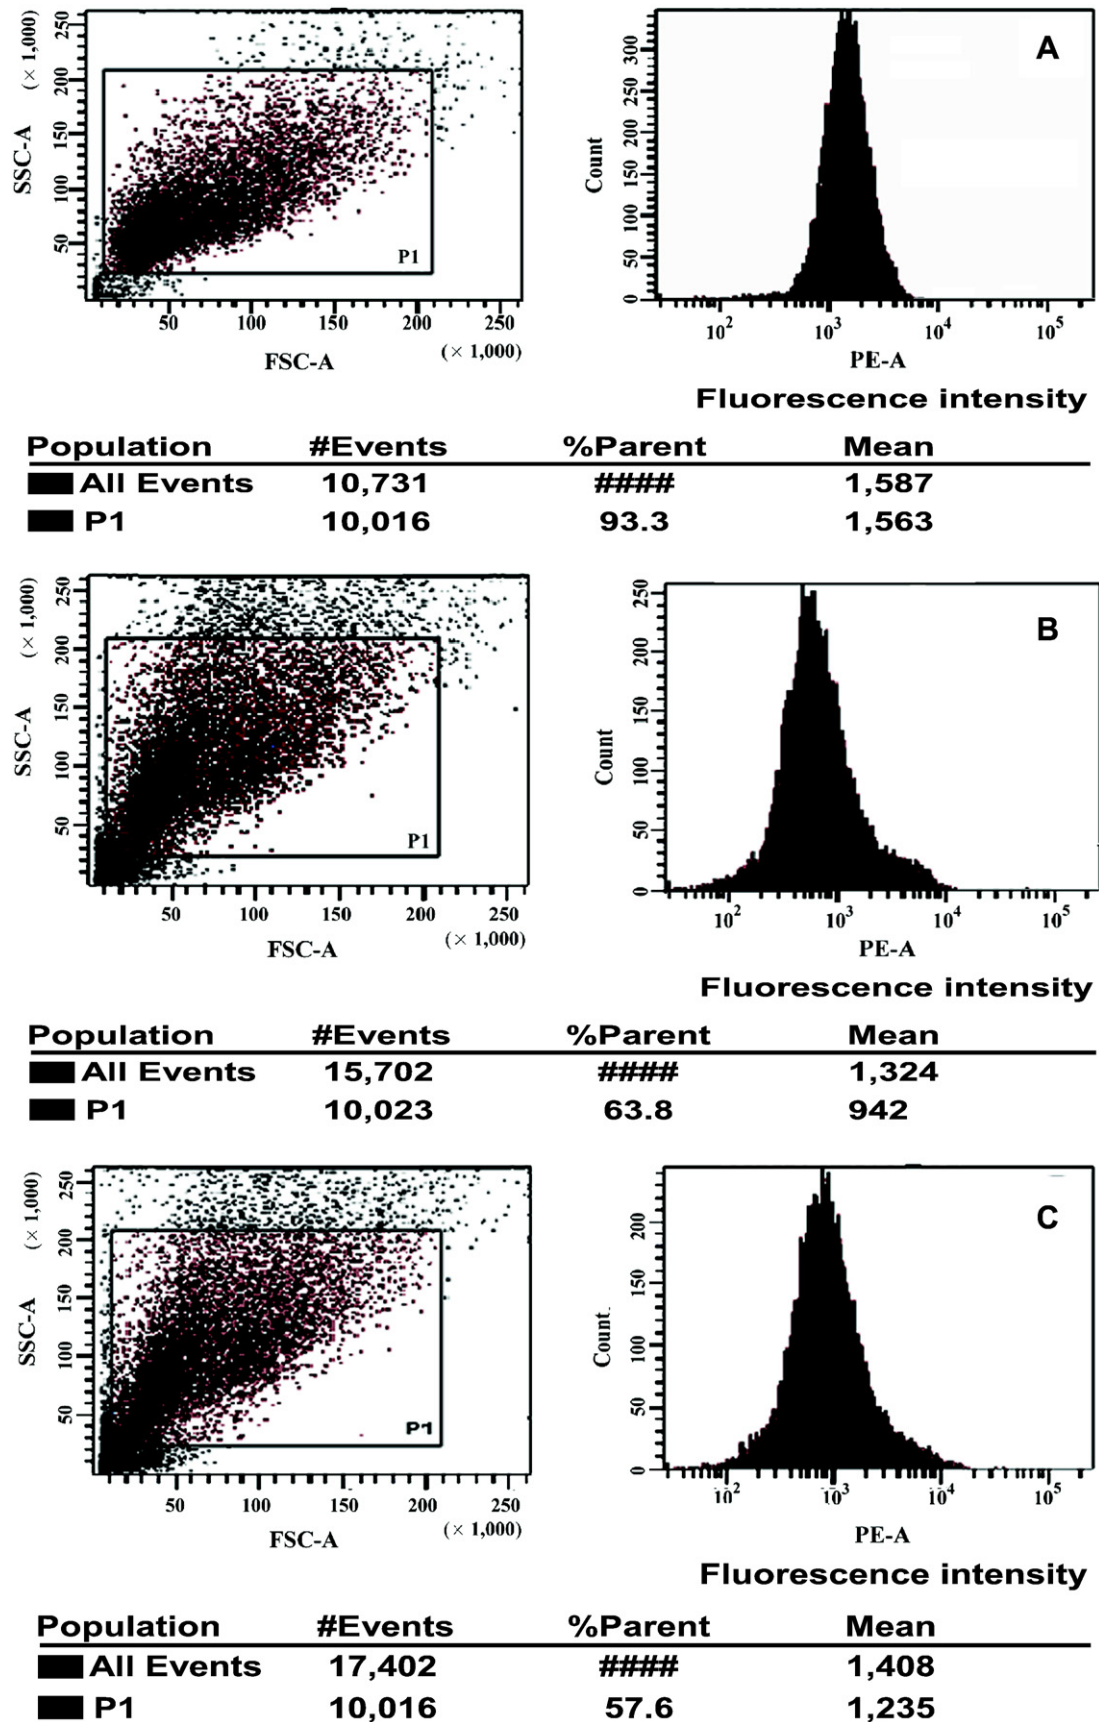 (× 1,000)
SSC-A
250
200
150
100
50
P1
50 100 150 200 250
(× 1,000)
FSC-A
A
Count
300
250
200
150
100
50
0
10² 10³ 10⁴ 10⁵
PE-A
Fluorescence intensity
Population #Events %Parent Mean
All Events 10,731 #### 1,587
P1 10,016 93.3 1,563
(× 1,000)
SSC-A
250
200
150
100
50
P1
50 100 150 200 250
(× 1,000)
FSC-A
B
Count
250
200
150
100
50
0
10² 10³ 10⁴ 10⁵
PE-A
Fluorescence intensity
Population #Events %Parent Mean
All Events 15,702 #### 1,324
P1 10,023 63.8 942
(× 1,000)
SSC-A
250
200
150
100
50
P1
50 100 150 200 250
(× 1,000)
FSC-A
C
Count.
200
150
100
50
0
10² 10³ 10⁴ 10⁵
PE-A
Fluorescence intensity
Population #Events %Parent Mean
All Events 17,402 #### 1,408
P1 10,016 57.6 1,235